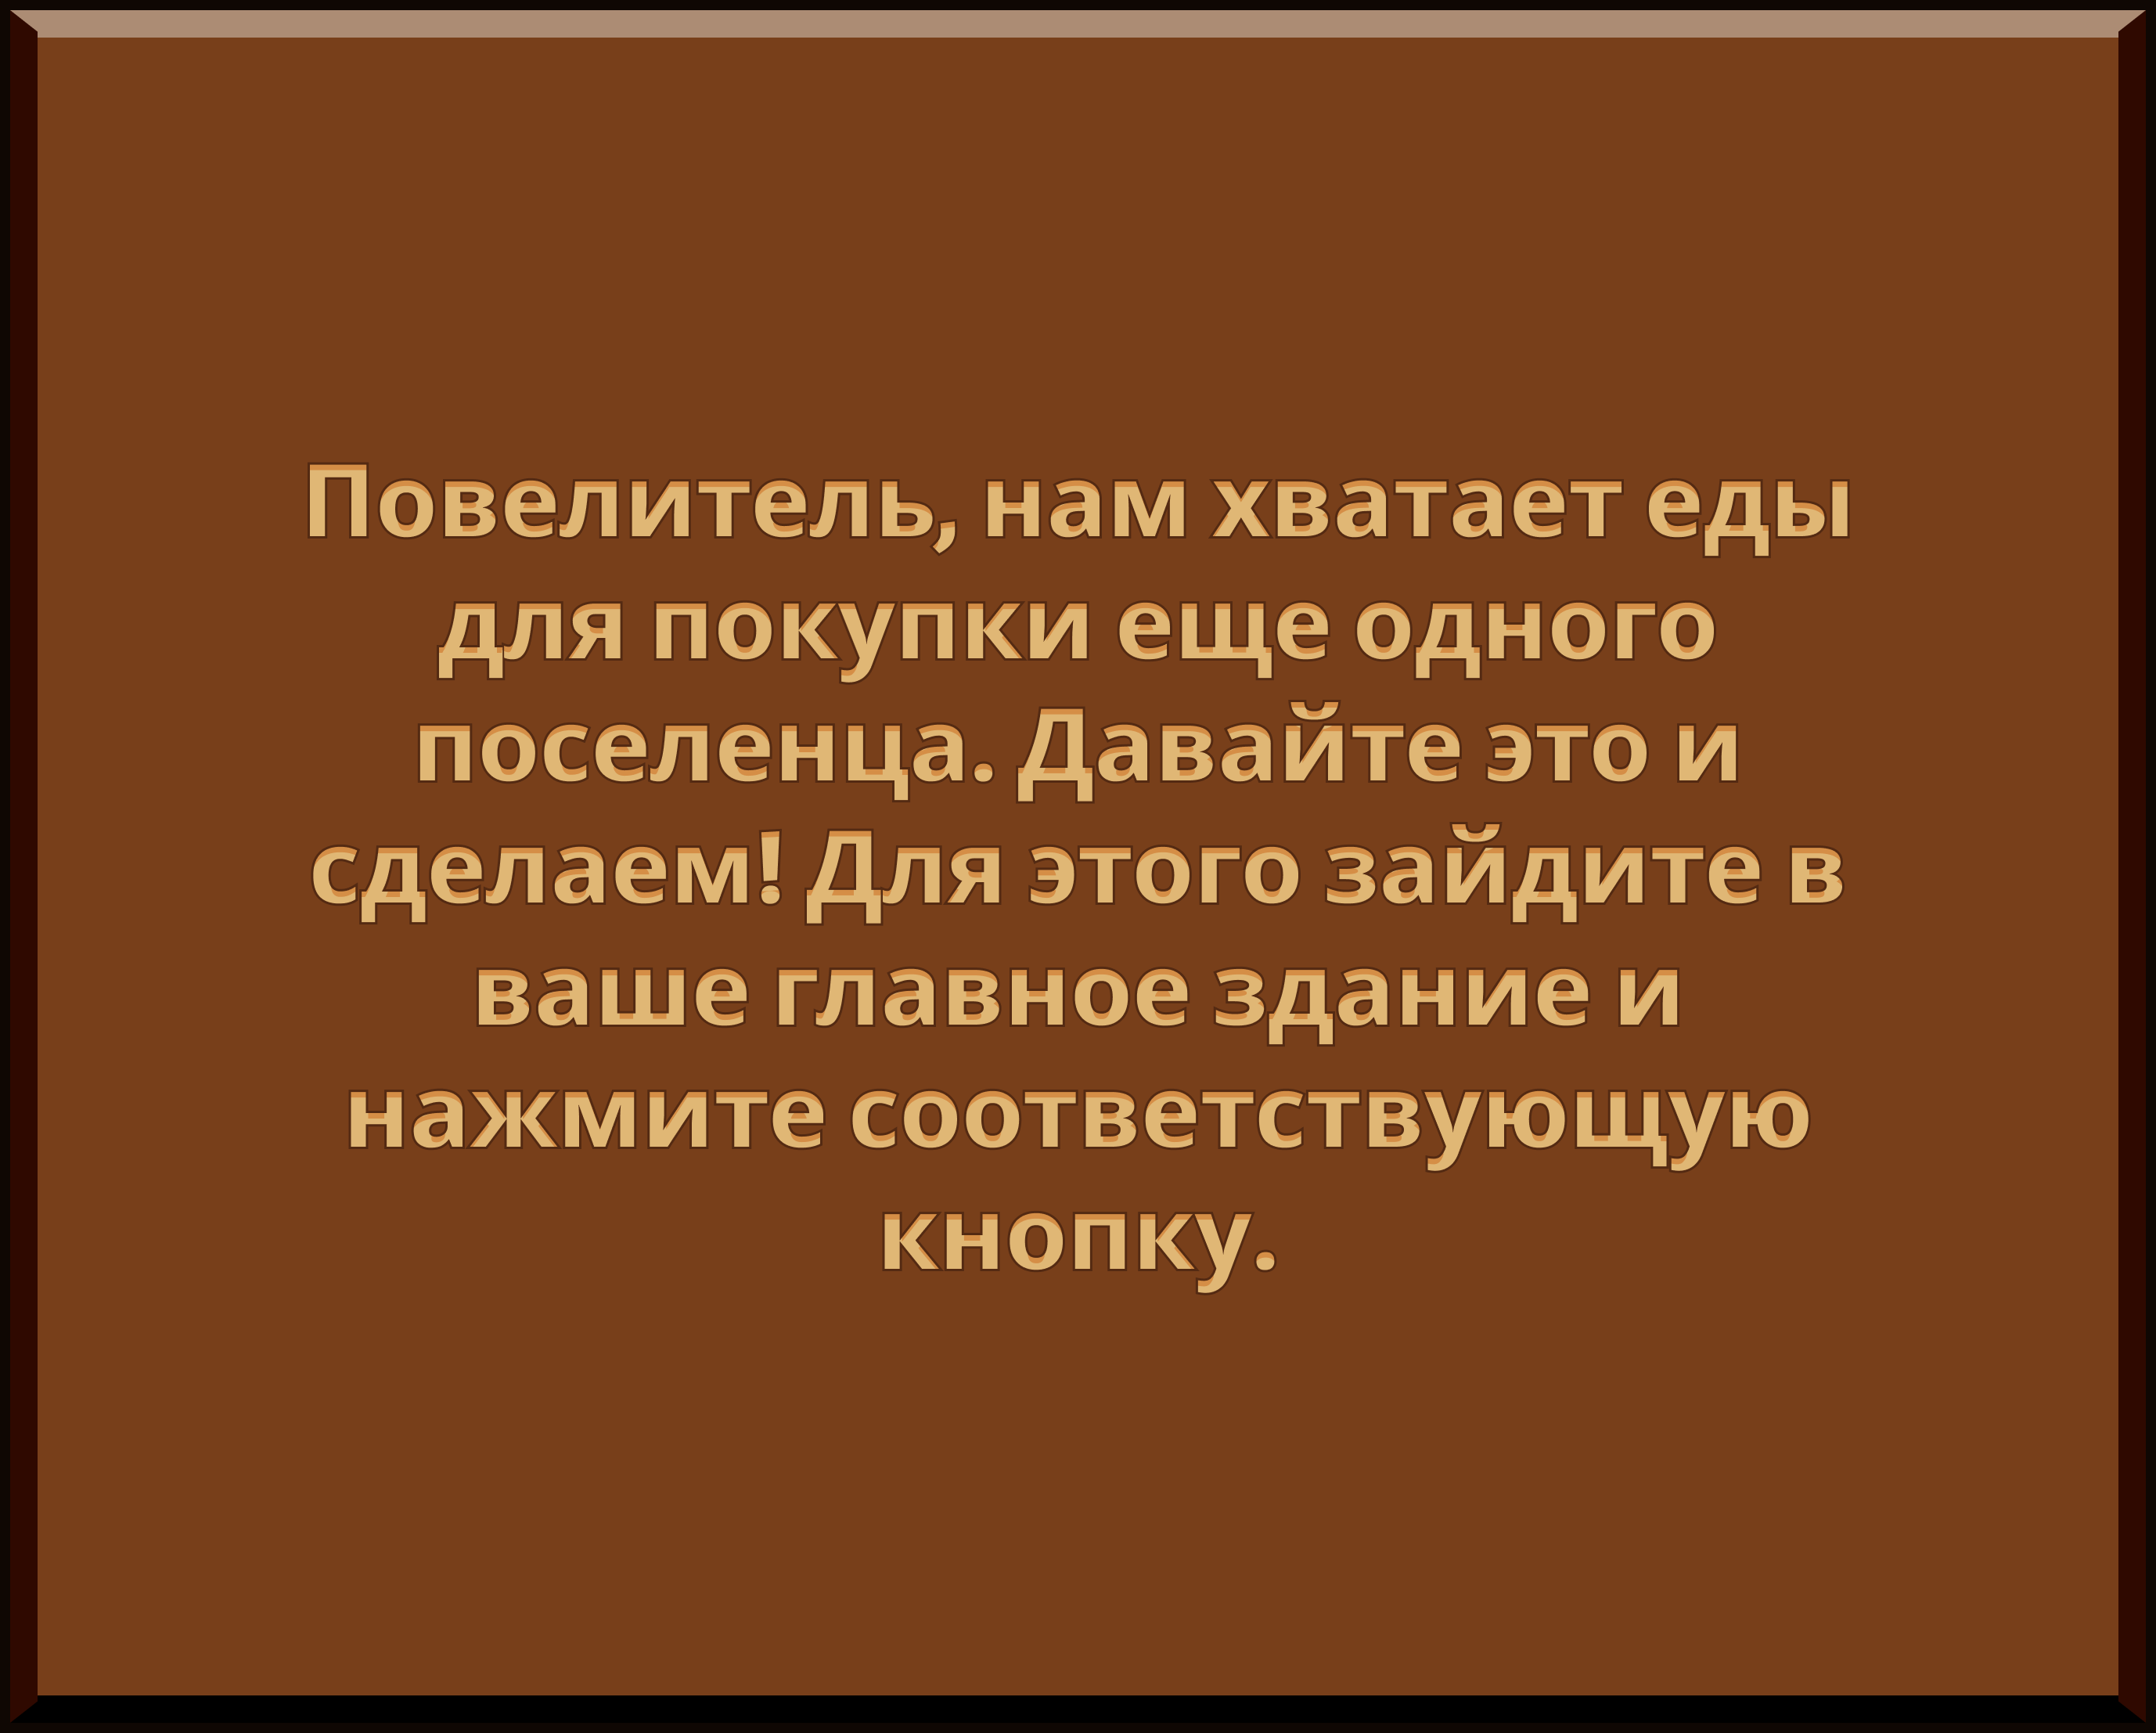 Повелитель, нам хватает еды
для покупки еще одного
поселенца. Давайте это и
сделаем! Для этого зайдите в
ваше главное здание и
нажмите соответствующую
кнопку.